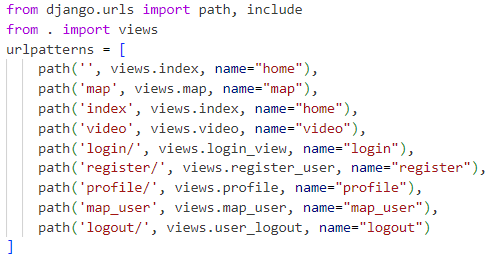 from django.urls import path, include
from . import views
urlpatterns = [
    path('', views.index, name="home"),
    path('map', views.map, name="map"),
    path('index', views.index, name="home"),
    path('video', views.video, name="video"),
    path('login/', views.login_view, name="login"),
    path('register/', views.register_user, name="register"),
    path('profile/', views.profile, name="profile"),
    path('map_user', views.map_user, name="map_user"),
    path('logout/', views.user_logout, name="logout")
]